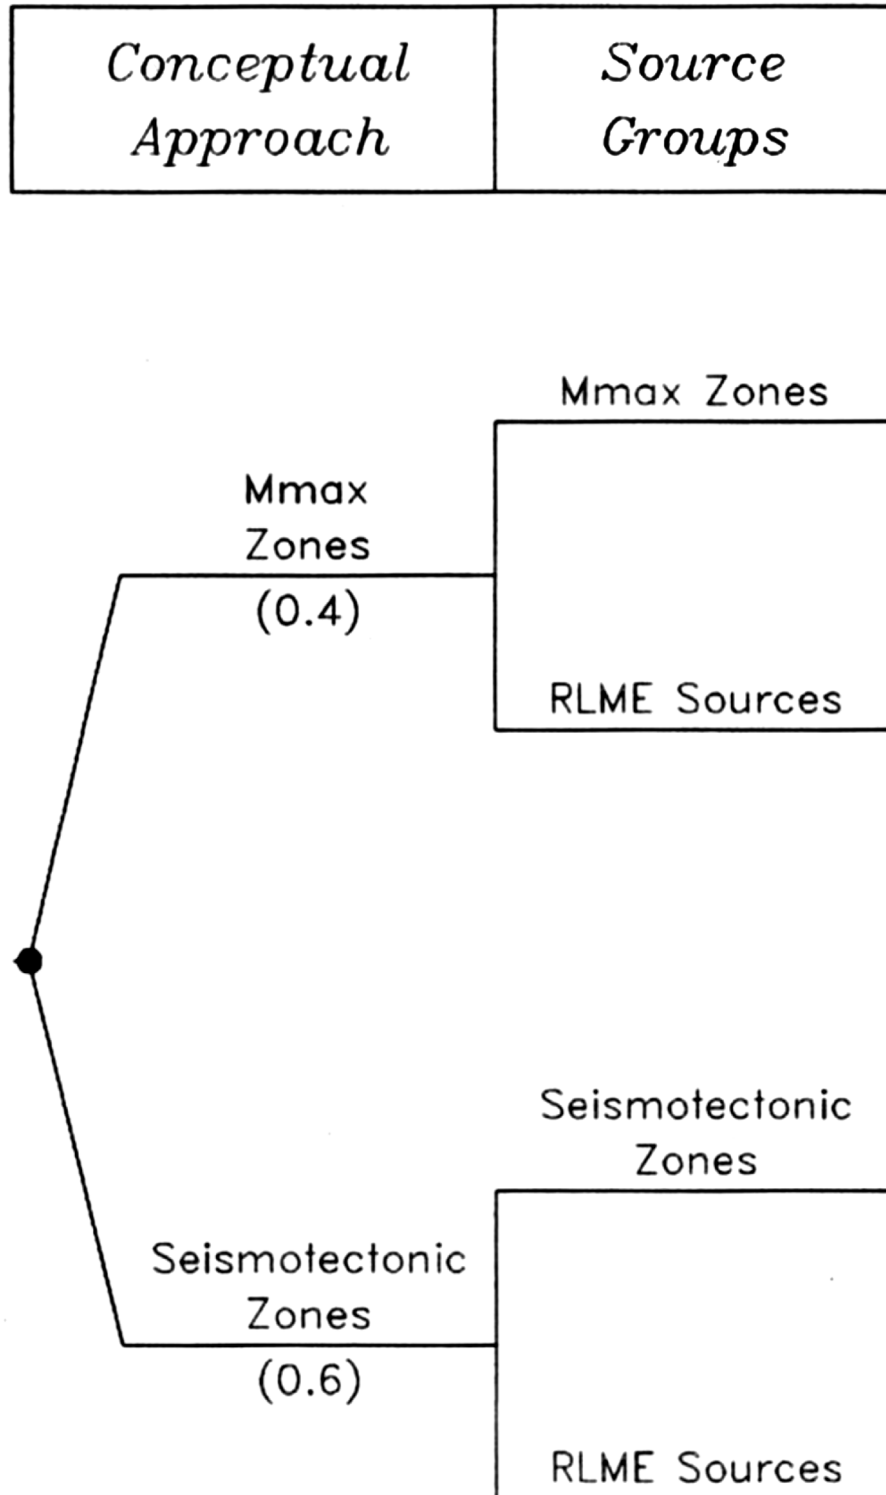 Conceptual
Approach
Source
Groups
Mmax Zones
Mmax
Zones
(0.4)
RLME Sources
Seismotectonic
Zones
Seismotectonic
Zones
(0.6)
RLME Sources